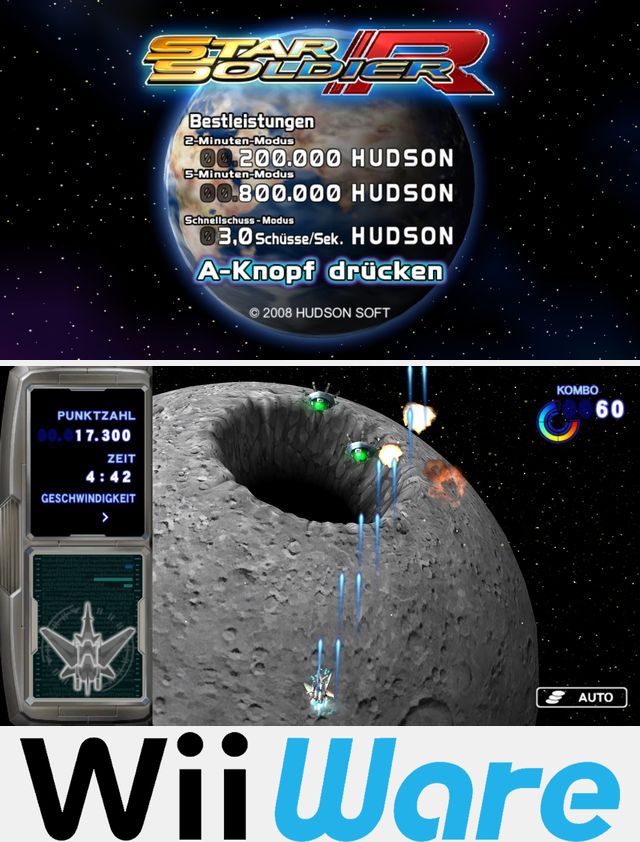 STAR
SOLDIER R
Bestleistungen
2-Minuten-Modus
00.200.000 HUDSON
5-Minuten-Modus
00.800.000 HUDSON
Schnellschuss-Modus
03,0 Schüsse/Sek. HUDSON
A-Knopf drücken
© 2008 HUDSON SOFT
PUNKTZAHL
00.017.300
ZEIT
4:42
GESCHWINDIGKEIT
>
KOMBO
00060
AUTO
WiiWare